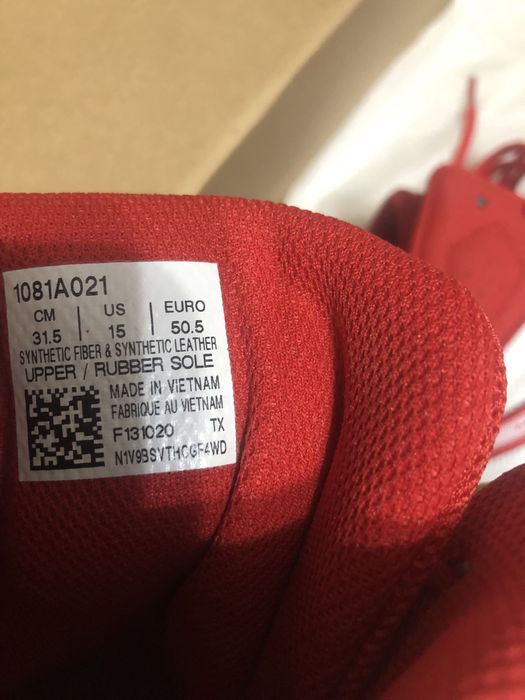 1081A021
CM | US | EURO
31.5 | 15 | 50.5
SYNTHETIC FIBER & SYNTHETIC LEATHER
UPPER / RUBBER SOLE
MADE IN VIETNAM
FABRIQUE AU VIETNAM
F131020 TX
N1V9BSVTHCGF4WD